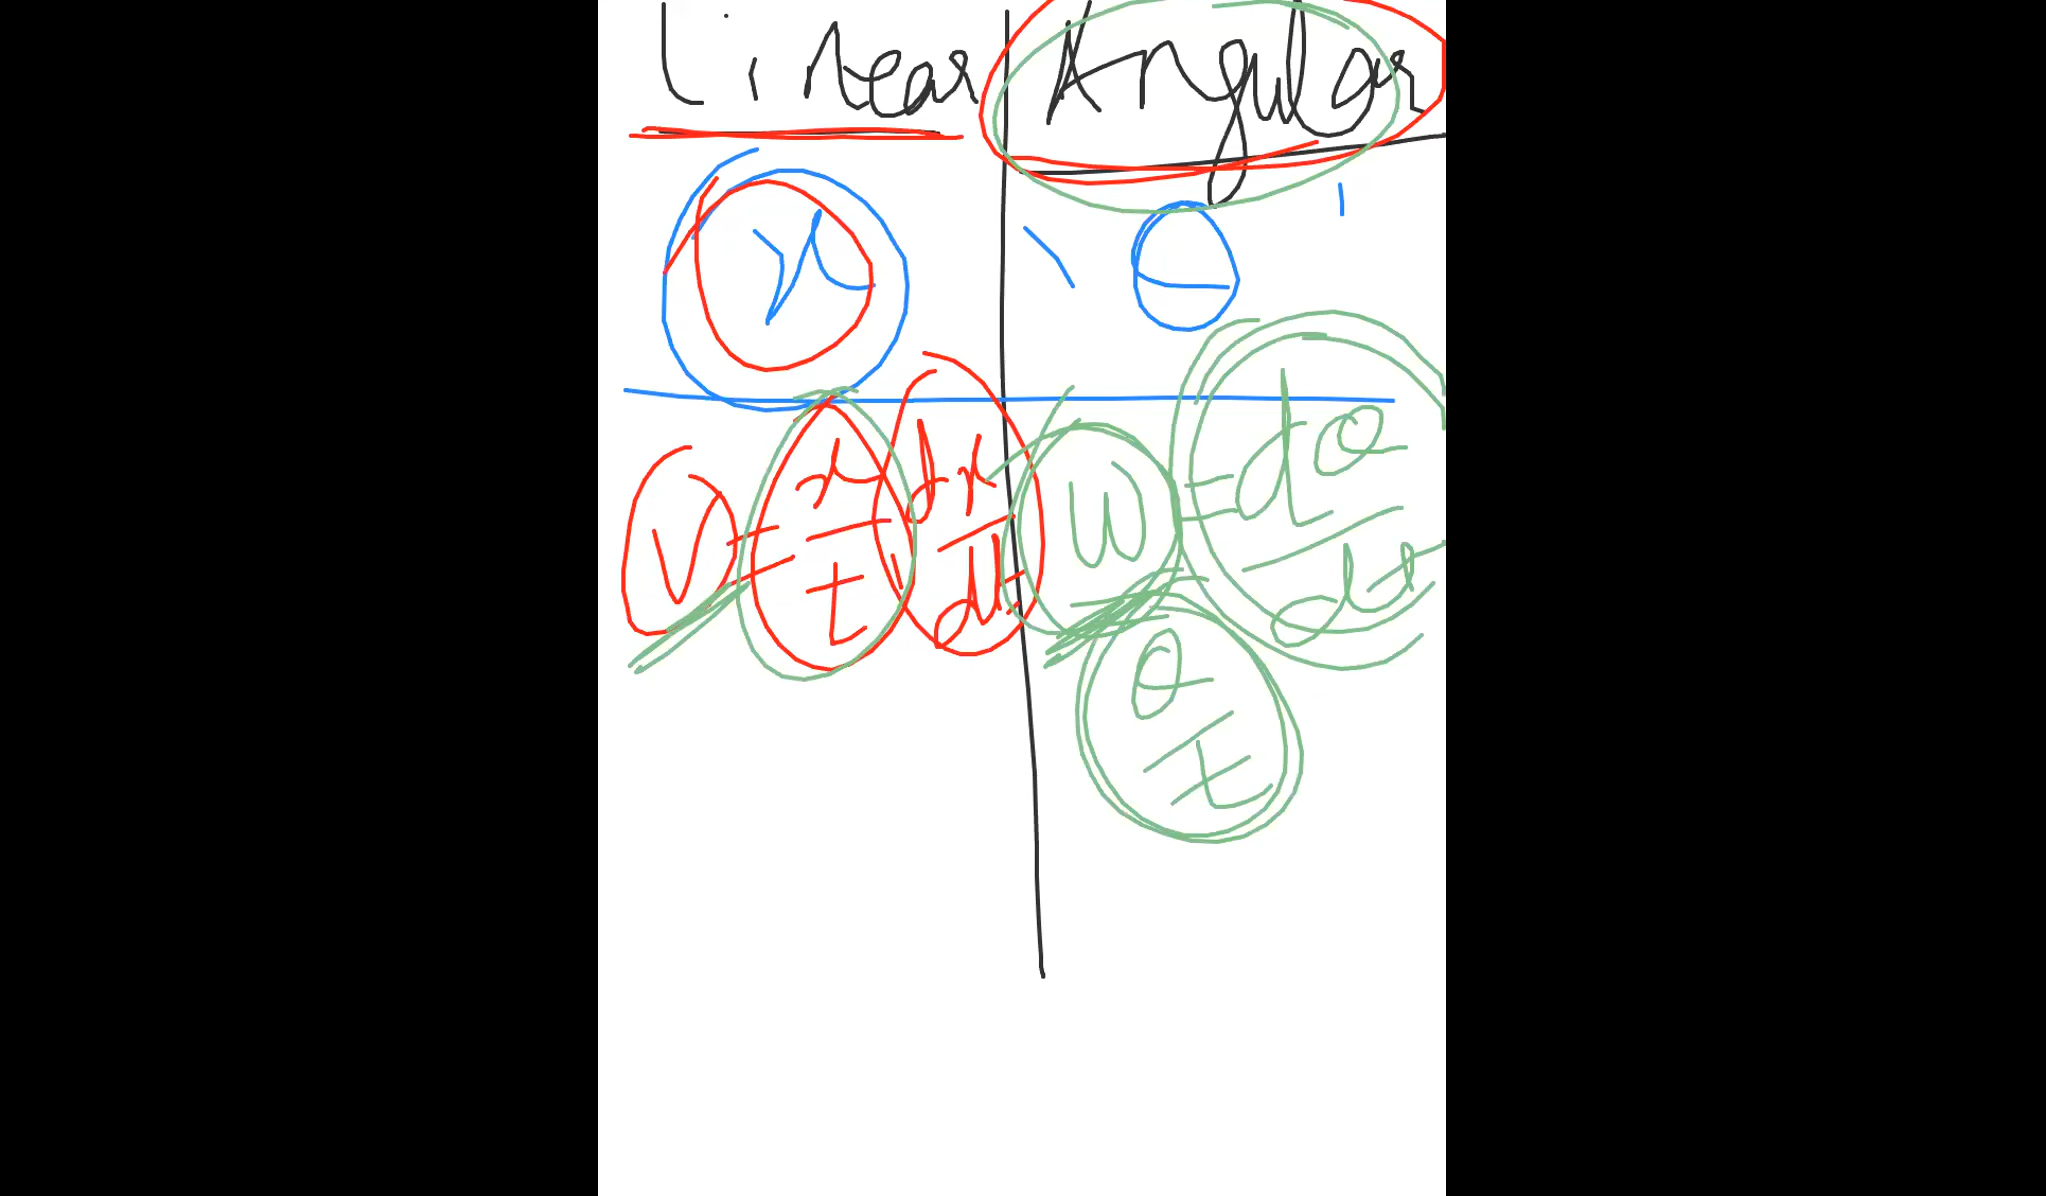 Linear Angular
x θ
v = x/t dx/dt ω = dθ/dt
θ/t